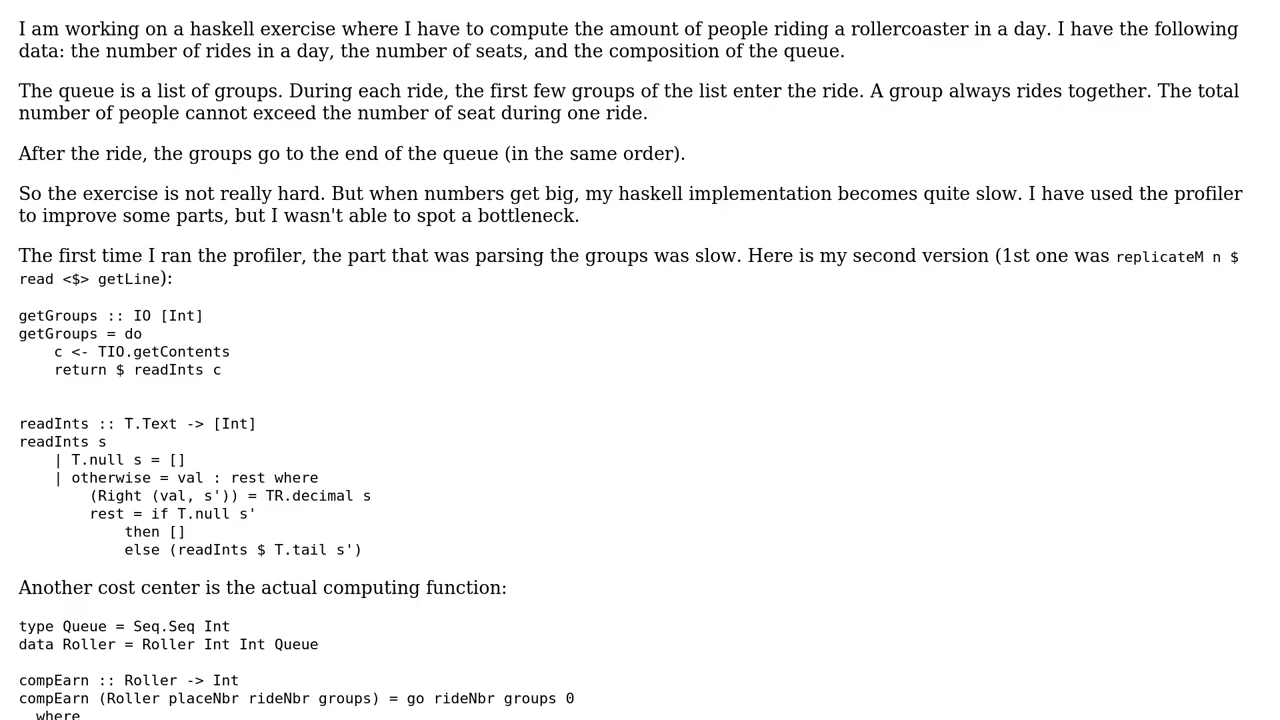 I am working on a haskell exercise where I have to compute the amount of people riding a rollercoaster in a day. I have the following
data: the number of rides in a day, the number of seats, and the composition of the queue.
The queue is a list of groups. During each ride, the first few groups of the list enter the ride. A group always rides together. The total
number of people cannot exceed the number of seat during one ride.
After the ride, the groups go to the end of the queue (in the same order).
So the exercise is not really hard. But when numbers get big, my haskell implementation becomes quite slow. I have used the profiler
to improve some parts, but I wasn't able to spot a bottleneck.
The first time I ran the profiler, the part that was parsing the groups was slow. Here is my second version (1st one was replicateM n $
read <$> getLine):
getGroups :: IO [Int]
getGroups = do
    c <- TIO.getContents
    return $ readInts c
readInts :: T.Text -> [Int]
readInts s
    | T.null s = []
    | otherwise = val : rest where
        (Right (val, s')) = TR.decimal s
        rest = if T.null s'
            then []
            else (readInts $ T.tail s')
Another cost center is the actual computing function:
type Queue = Seq.Seq Int
data Roller = Roller Int Int Queue
compEarn :: Roller -> Int
compEarn (Roller placeNbr rideNbr groups) = go rideNbr groups 0
  where